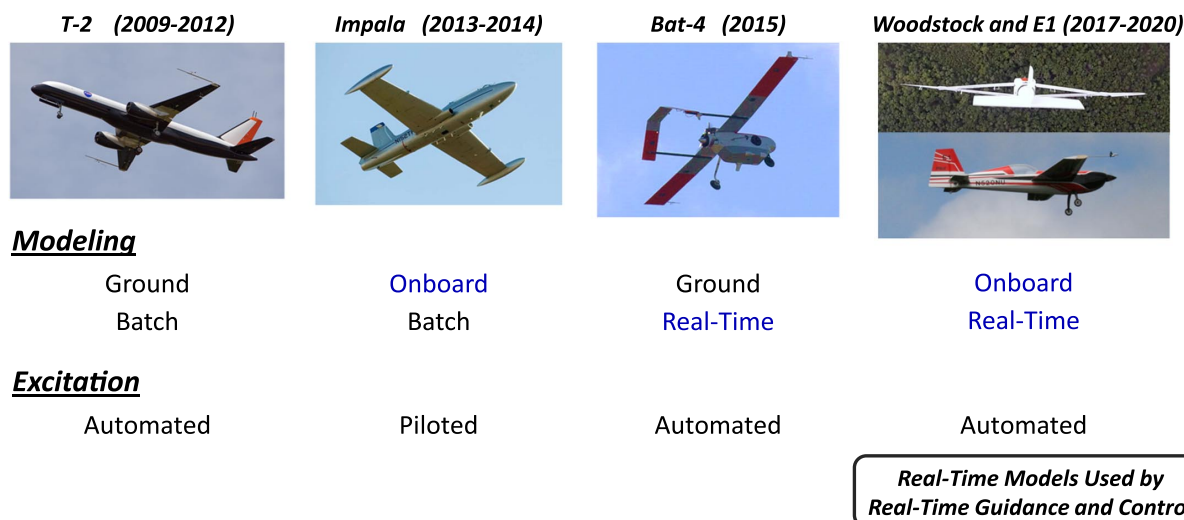 T-2 (2009-2012)
Impala (2013-2014)
Bat-4 (2015)
Woodstock and E1 (2017-2020)
Modeling
Ground
Onboard
Ground
Onboard
Batch
Batch
Real-Time
Real-Time
Excitation
Automated
Piloted
Automated
Automated
Real-Time Models Used by
Real-Time Guidance and Contro